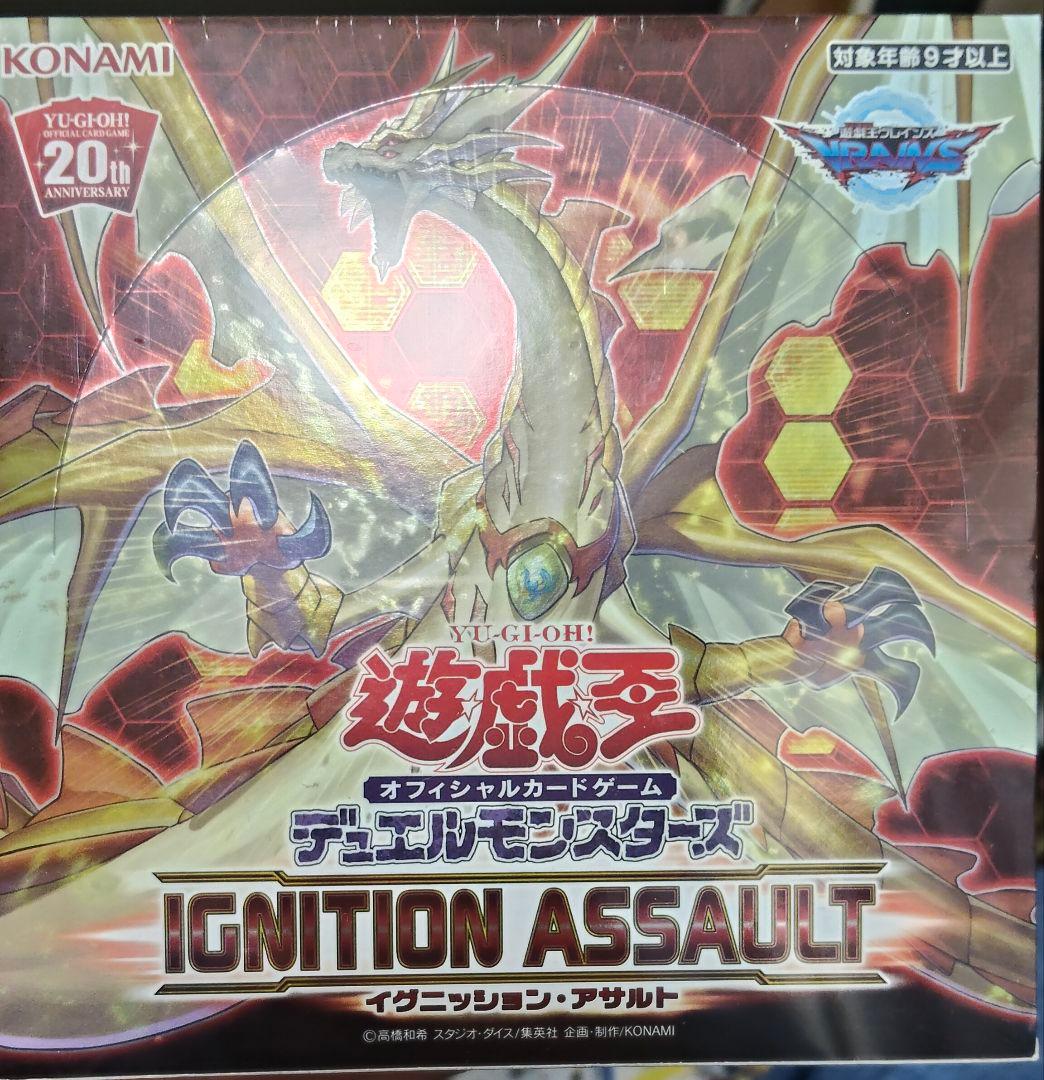 KONAMI
対象年齢9才以上
YU-GI-OH!
OFFICIAL CARD GAME
20th
ANNIVERSARY
遊戯王ヴレインズ
VRAINS
YU-GI-OH!
遊戯王
オフィシャルカードゲーム
デュエルモンスターズ
IGNITION ASSAULT
イグニッション・アサルト
©高橋和希 スタジオ・ダイス/集英社 企画・制作/KONAMI